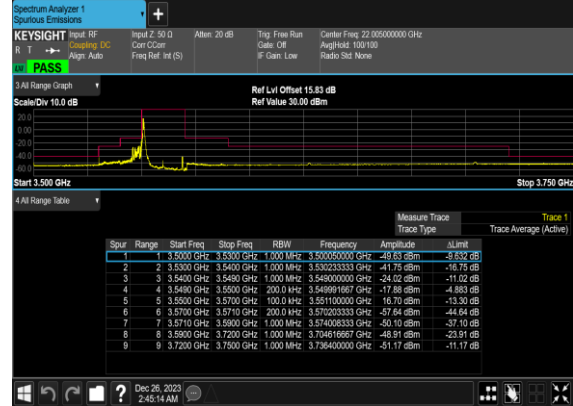 Spectrum Analyzer 1
Spurious Emissions
+
KEYSIGHT Input: RF Input Z: 50 Ω Atten: 20 dB Trig: Free Run Center Freq: 22.005000000 GHz
R T Coupling: DC Corr CCorr Gate: Off Avg|Hold: 100/100
Align: Auto Freq Ref: Int (S) IF Gain: Low Radio Std: None
PASS
3 All Range Graph
Ref Lvl Offset 15.83 dB
Scale/Div 10.0 dB Ref Value 30.00 dBm
20.0
0.00
-20.0
-40.0
-60.0
Start 3.500 GHz Stop 3.750 GHz
4 All Range Table
Measure Trace Trace 1
Trace Type Trace Average (Active)
Spur Range Start Freq Stop Freq RBW Frequency Amplitude ΔLimit
1 1 3.5000 GHz 3.5300 GHz 1.000 MHz 3.500050000 GHz -49.63 dBm -9.632 dB
2 2 3.5300 GHz 3.5400 GHz 1.000 MHz 3.530233333 GHz -41.75 dBm -16.75 dB
3 3 3.5400 GHz 3.5490 GHz 1.000 MHz 3.549000000 GHz -24.02 dBm -11.02 dB
4 4 3.5490 GHz 3.5500 GHz 200.0 kHz 3.549991667 GHz -17.88 dBm -4.883 dB
5 5 3.5500 GHz 3.5700 GHz 100.0 kHz 3.551100000 GHz 16.70 dBm -13.30 dB
6 6 3.5700 GHz 3.5710 GHz 200.0 kHz 3.570203333 GHz -57.64 dBm -44.64 dB
7 7 3.5710 GHz 3.5900 GHz 1.000 MHz 3.574008333 GHz -50.10 dBm -37.10 dB
8 8 3.5900 GHz 3.7200 GHz 1.000 MHz 3.704616667 GHz -48.91 dBm -23.91 dB
9 9 3.7200 GHz 3.7500 GHz 1.000 MHz 3.736400000 GHz -51.17 dBm -11.17 dB
? Dec 26, 2023
2:45:14 AM